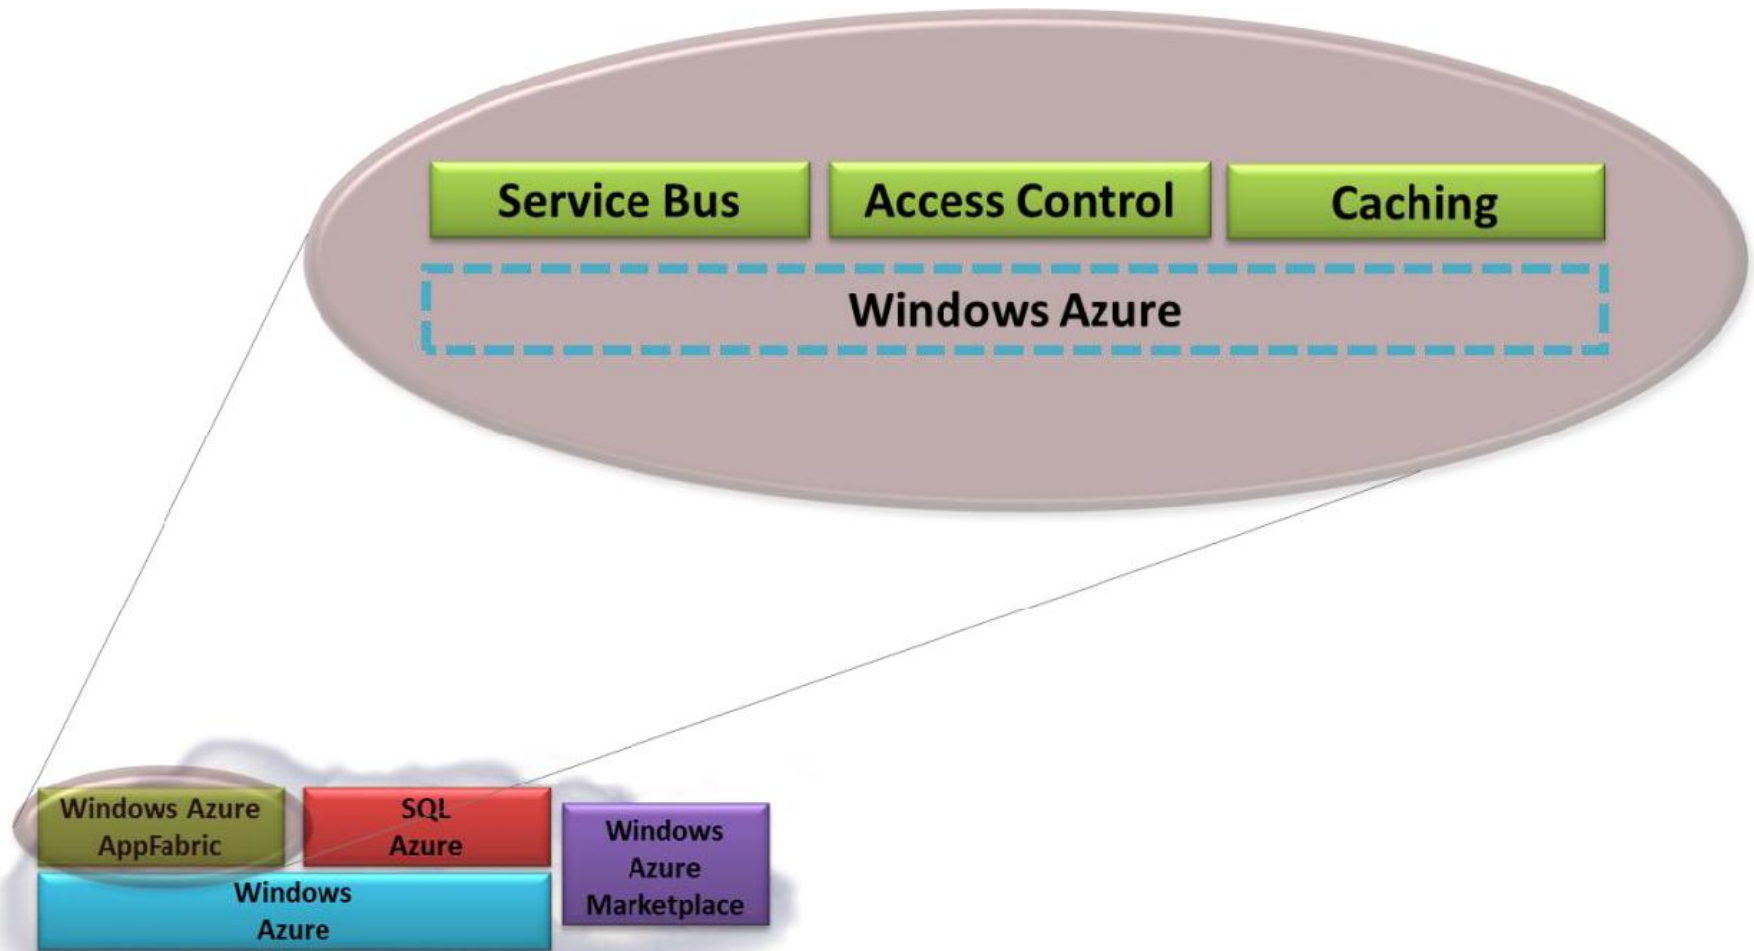 Service Bus
Access Control
Caching
Windows Azure
Windows Azure
AppFabric
SQL
Azure
Windows
Azure
Marketplace
Windows
Azure